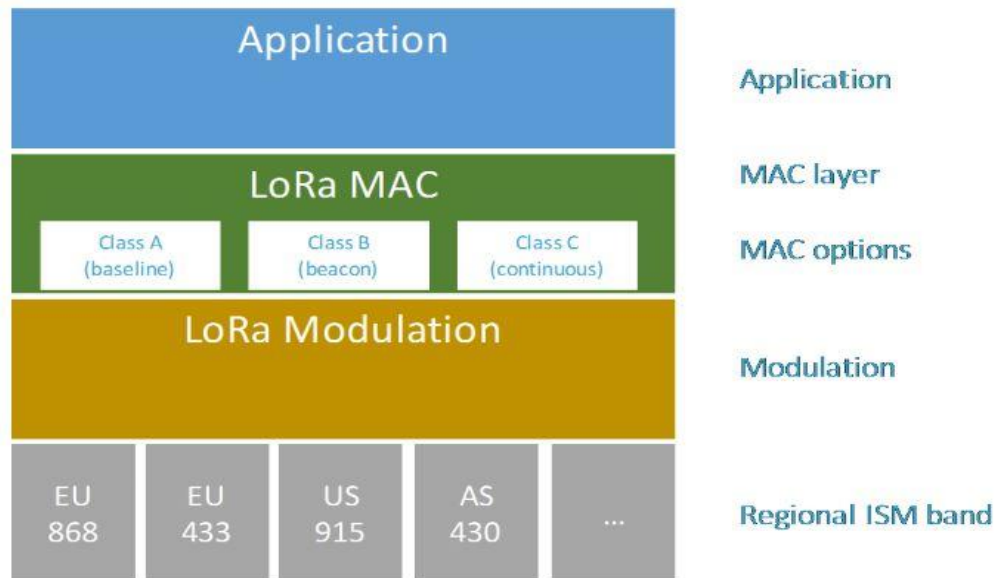 Application
Application
LoRa MAC
MAC layer
Class A
(baseline)
Class B
(beacon)
Class C
(continuous)
MAC options
LoRa Modulation
Modulation
EU
868
EU
433
US
915
AS
430
...
Regional ISM band